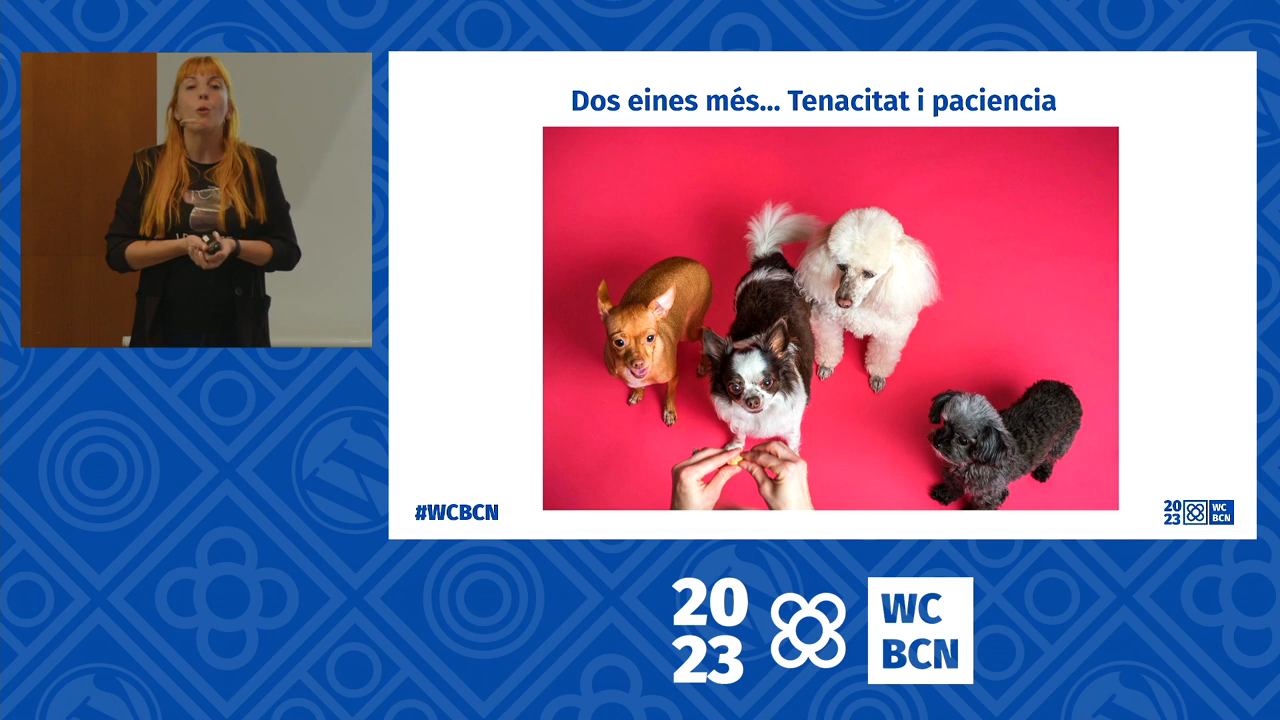 Dos eines més... Tenacitat i paciencia
#WCBCN
20
23
WC
BCN
20
23
WC
BCN